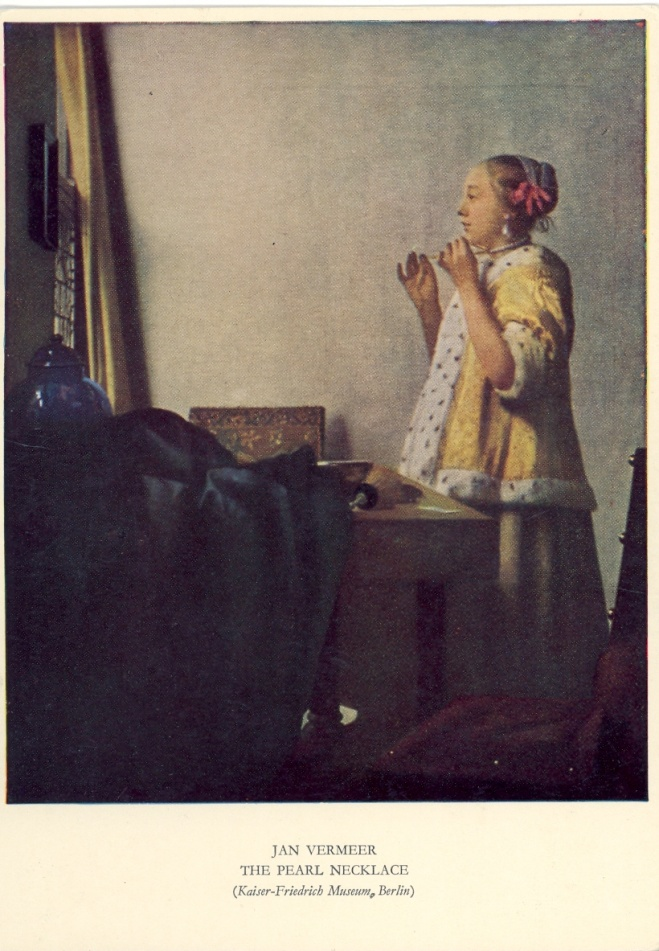 JAN VERMEER
THE PEARL NECKLACE
(Kaiser-Friedrich Museum, Berlin)